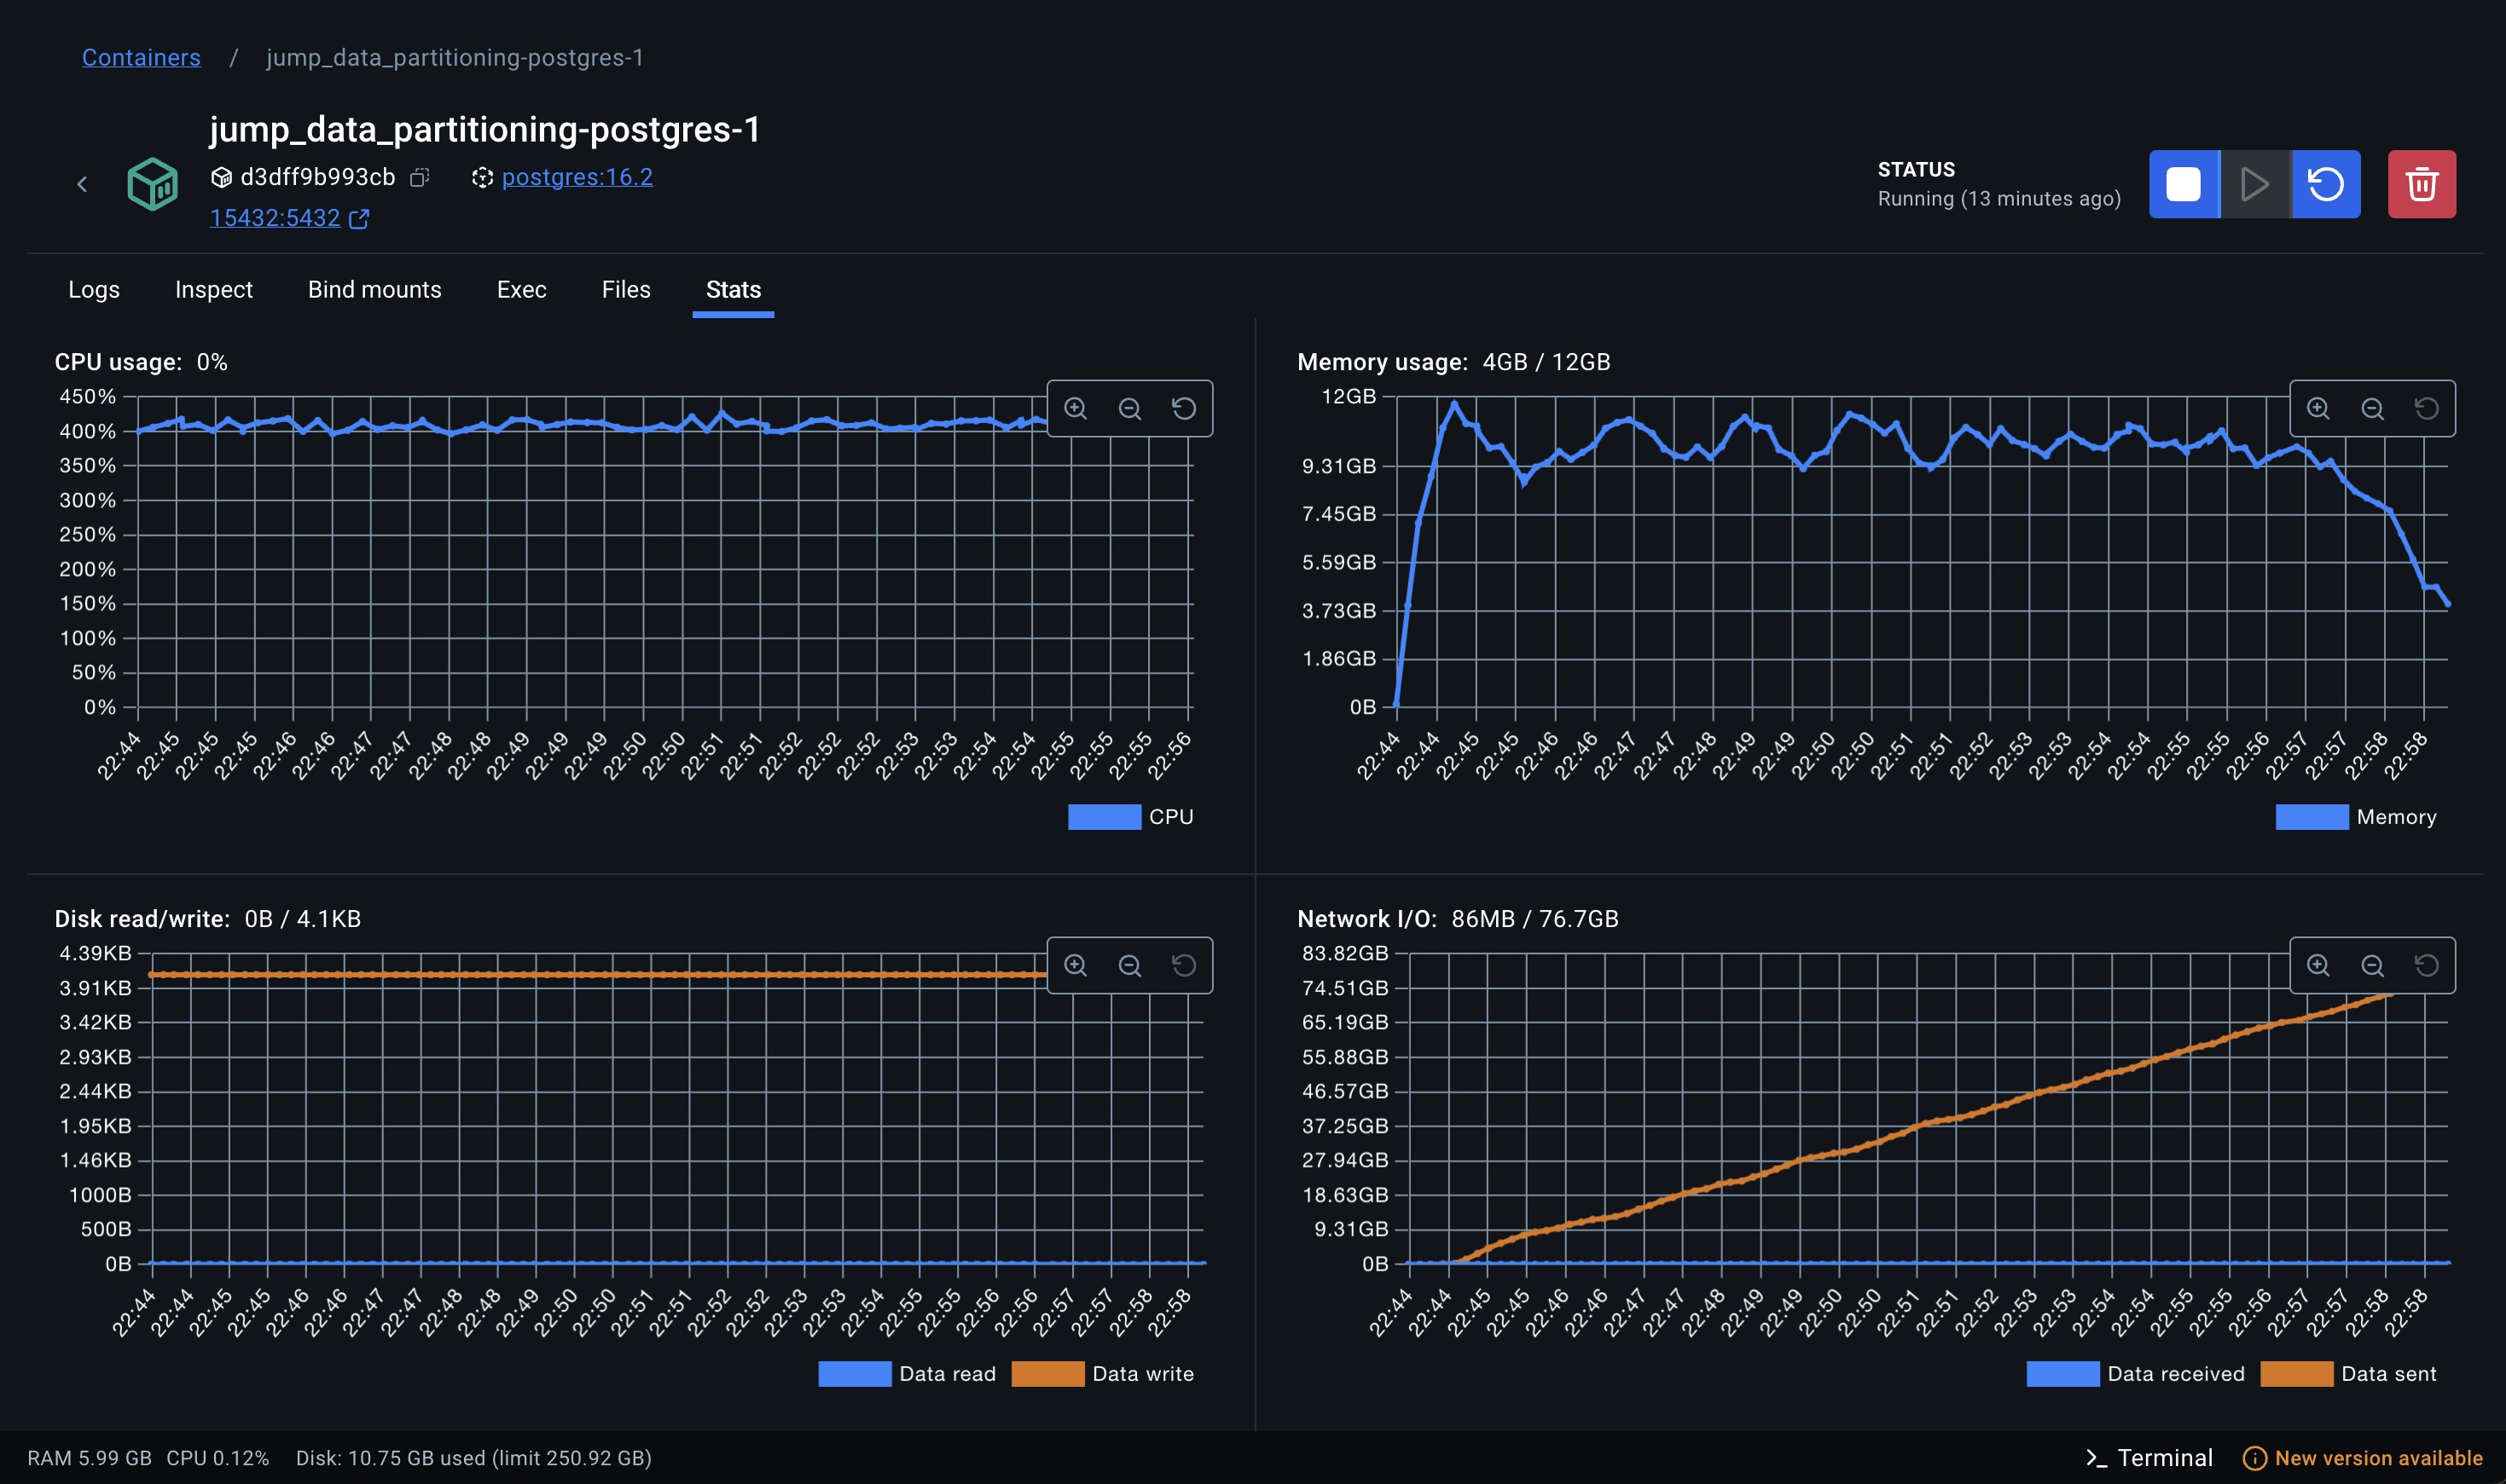 Containers / jump_data_partitioning-postgres-1
jump_data_partitioning-postgres-1
d3dff9b993cb postgres:16.2
15432:5432
STATUS
Running (13 minutes ago)
Logs Inspect Bind mounts Exec Files Stats
CPU usage: 0%
450%
400%
350%
300%
250%
200%
150%
100%
50%
0%
22:44 22:45 22:45 22:45 22:46 22:46 22:47 22:47 22:48 22:48 22:49 22:49 22:49 22:50 22:50 22:51 22:51 22:52 22:52 22:52 22:53 22:53 22:54 22:54 22:55 22:55 22:55 22:56
CPU
Memory usage: 4GB / 12GB
12GB
9.31GB
7.45GB
5.59GB
3.73GB
1.86GB
0B
22:44 22:44 22:45 22:45 22:46 22:46 22:47 22:47 22:48 22:49 22:49 22:50 22:50 22:51 22:51 22:52 22:53 22:53 22:54 22:54 22:55 22:55 22:56 22:57 22:57 22:58 22:58
Memory
Disk read/write: 0B / 4.1KB
4.39KB
3.91KB
3.42KB
2.93KB
2.44KB
1.95KB
1.46KB
1000B
500B
0B
22:44 22:44 22:45 22:45 22:46 22:46 22:47 22:47 22:48 22:48 22:49 22:50 22:50 22:51 22:51 22:52 22:52 22:53 22:53 22:54 22:55 22:55 22:56 22:56 22:57 22:57 22:58 22:58
Data read Data write
Network I/O: 86MB / 76.7GB
83.82GB
74.51GB
65.19GB
55.88GB
46.57GB
37.25GB
27.94GB
18.63GB
9.31GB
0B
22:44 22:44 22:45 22:45 22:46 22:46 22:47 22:47 22:48 22:49 22:49 22:50 22:50 22:51 22:51 22:52 22:53 22:53 22:54 22:54 22:55 22:55 22:56 22:57 22:57 22:58 22:58
Data received Data sent
RAM 5.99 GB CPU 0.12% Disk: 10.75 GB used (limit 250.92 GB) Terminal New version available